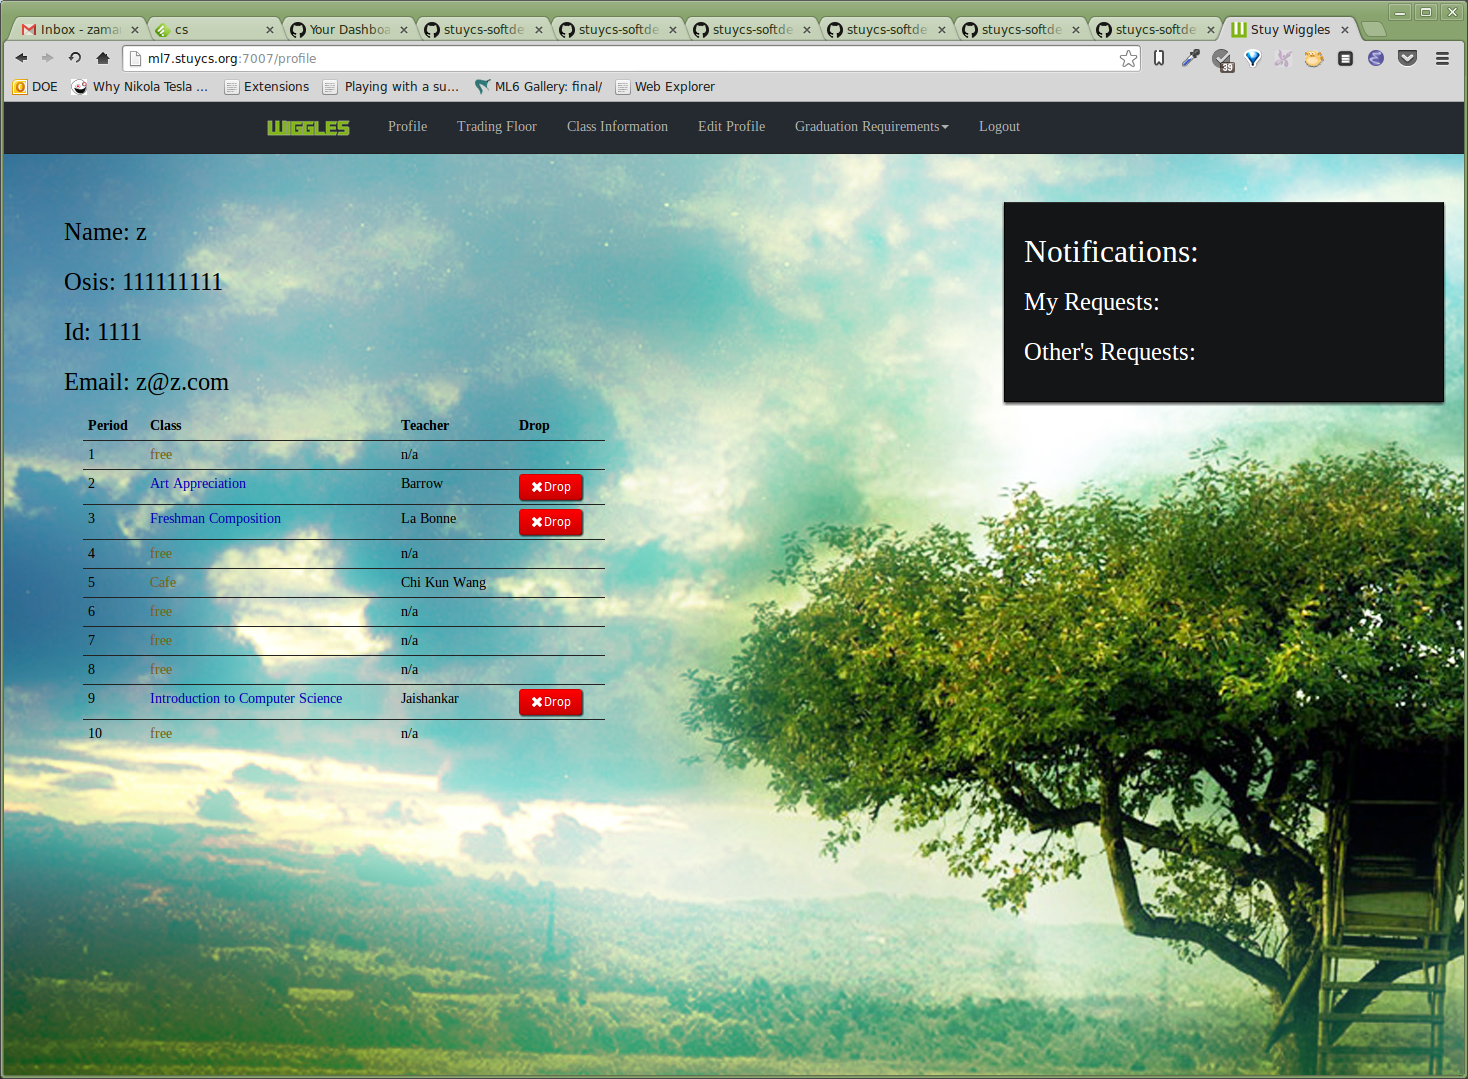 Inbox - zama
cs
Your Dashboa
stuycs-softde
stuycs-softde
stuycs-softde
stuycs-softde
stuycs-softde
stuycs-softde
Stuy Wiggles
ml7.stuycs.org:7007/profile
39
DOE
Why Nikola Tesla ...
Extensions
Playing with a su...
ML6 Gallery: final/
Web Explorer
WIGGLES
Profile
Trading Floor
Class Information
Edit Profile
Graduation Requirements
Logout
Name: z
Osis: 111111111
Id: 1111
Email: z@z.com
Notifications:
My Requests:
Other's Requests:
Period Class Teacher Drop
1 free n/a
2 Art Appreciation Barrow Drop
3 Freshman Composition La Bonne Drop
4 free n/a
5 Cafe Chi Kun Wang
6 free n/a
7 free n/a
8 free n/a
9 Introduction to Computer Science Jaishankar Drop
10 free n/a